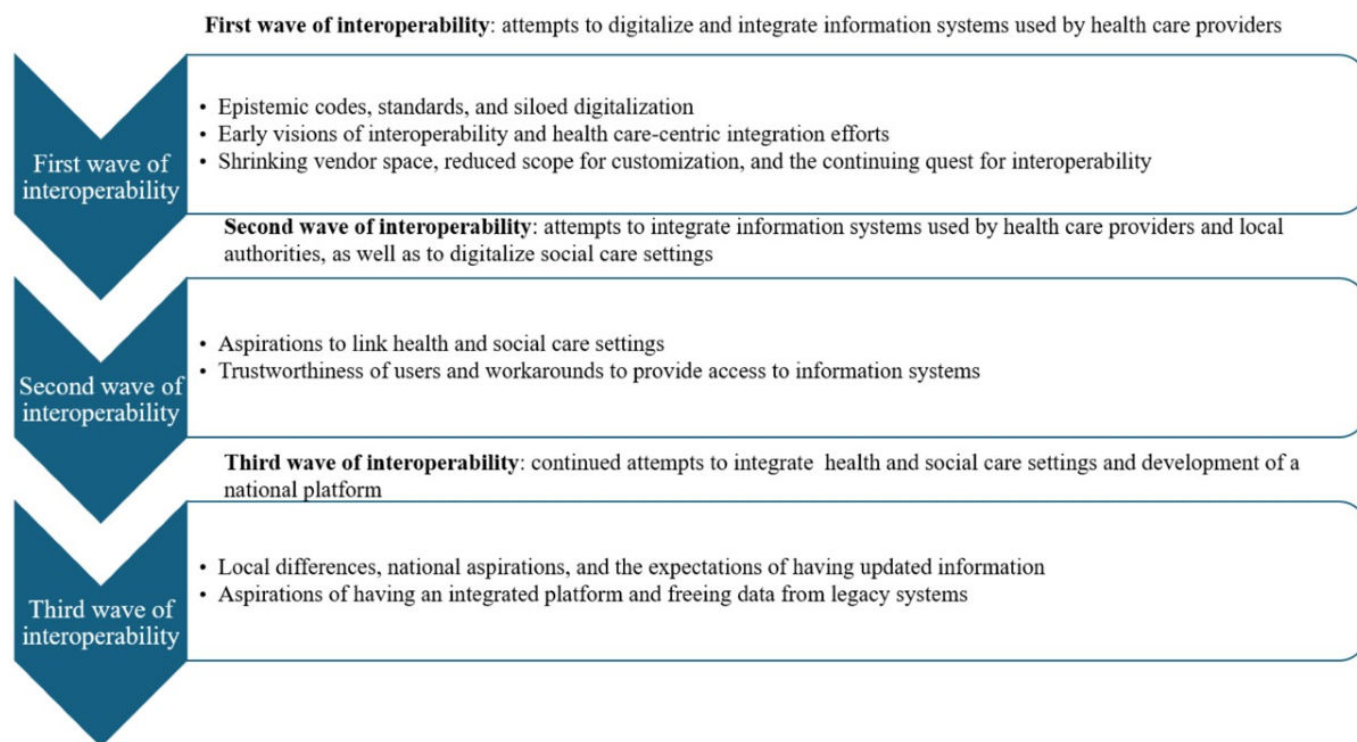 First wave of interoperability: attempts to digitalize and integrate information systems used by health care providers
• Epistemic codes, standards, and siloed digitalization
• Early visions of interoperability and health care-centric integration efforts
• Shrinking vendor space, reduced scope for customization, and the continuing quest for interoperability
First wave of
interoperability
Second wave of interoperability: attempts to integrate information systems used by health care providers and local
authorities, as well as to digitalize social care settings
• Aspirations to link health and social care settings
• Trustworthiness of users and workarounds to provide access to information systems
Second wave of
interoperability
Third wave of interoperability: continued attempts to integrate health and social care settings and development of a
national platform
• Local differences, national aspirations, and the expectations of having updated information
• Aspirations of having an integrated platform and freeing data from legacy systems
Third wave of
interoperability